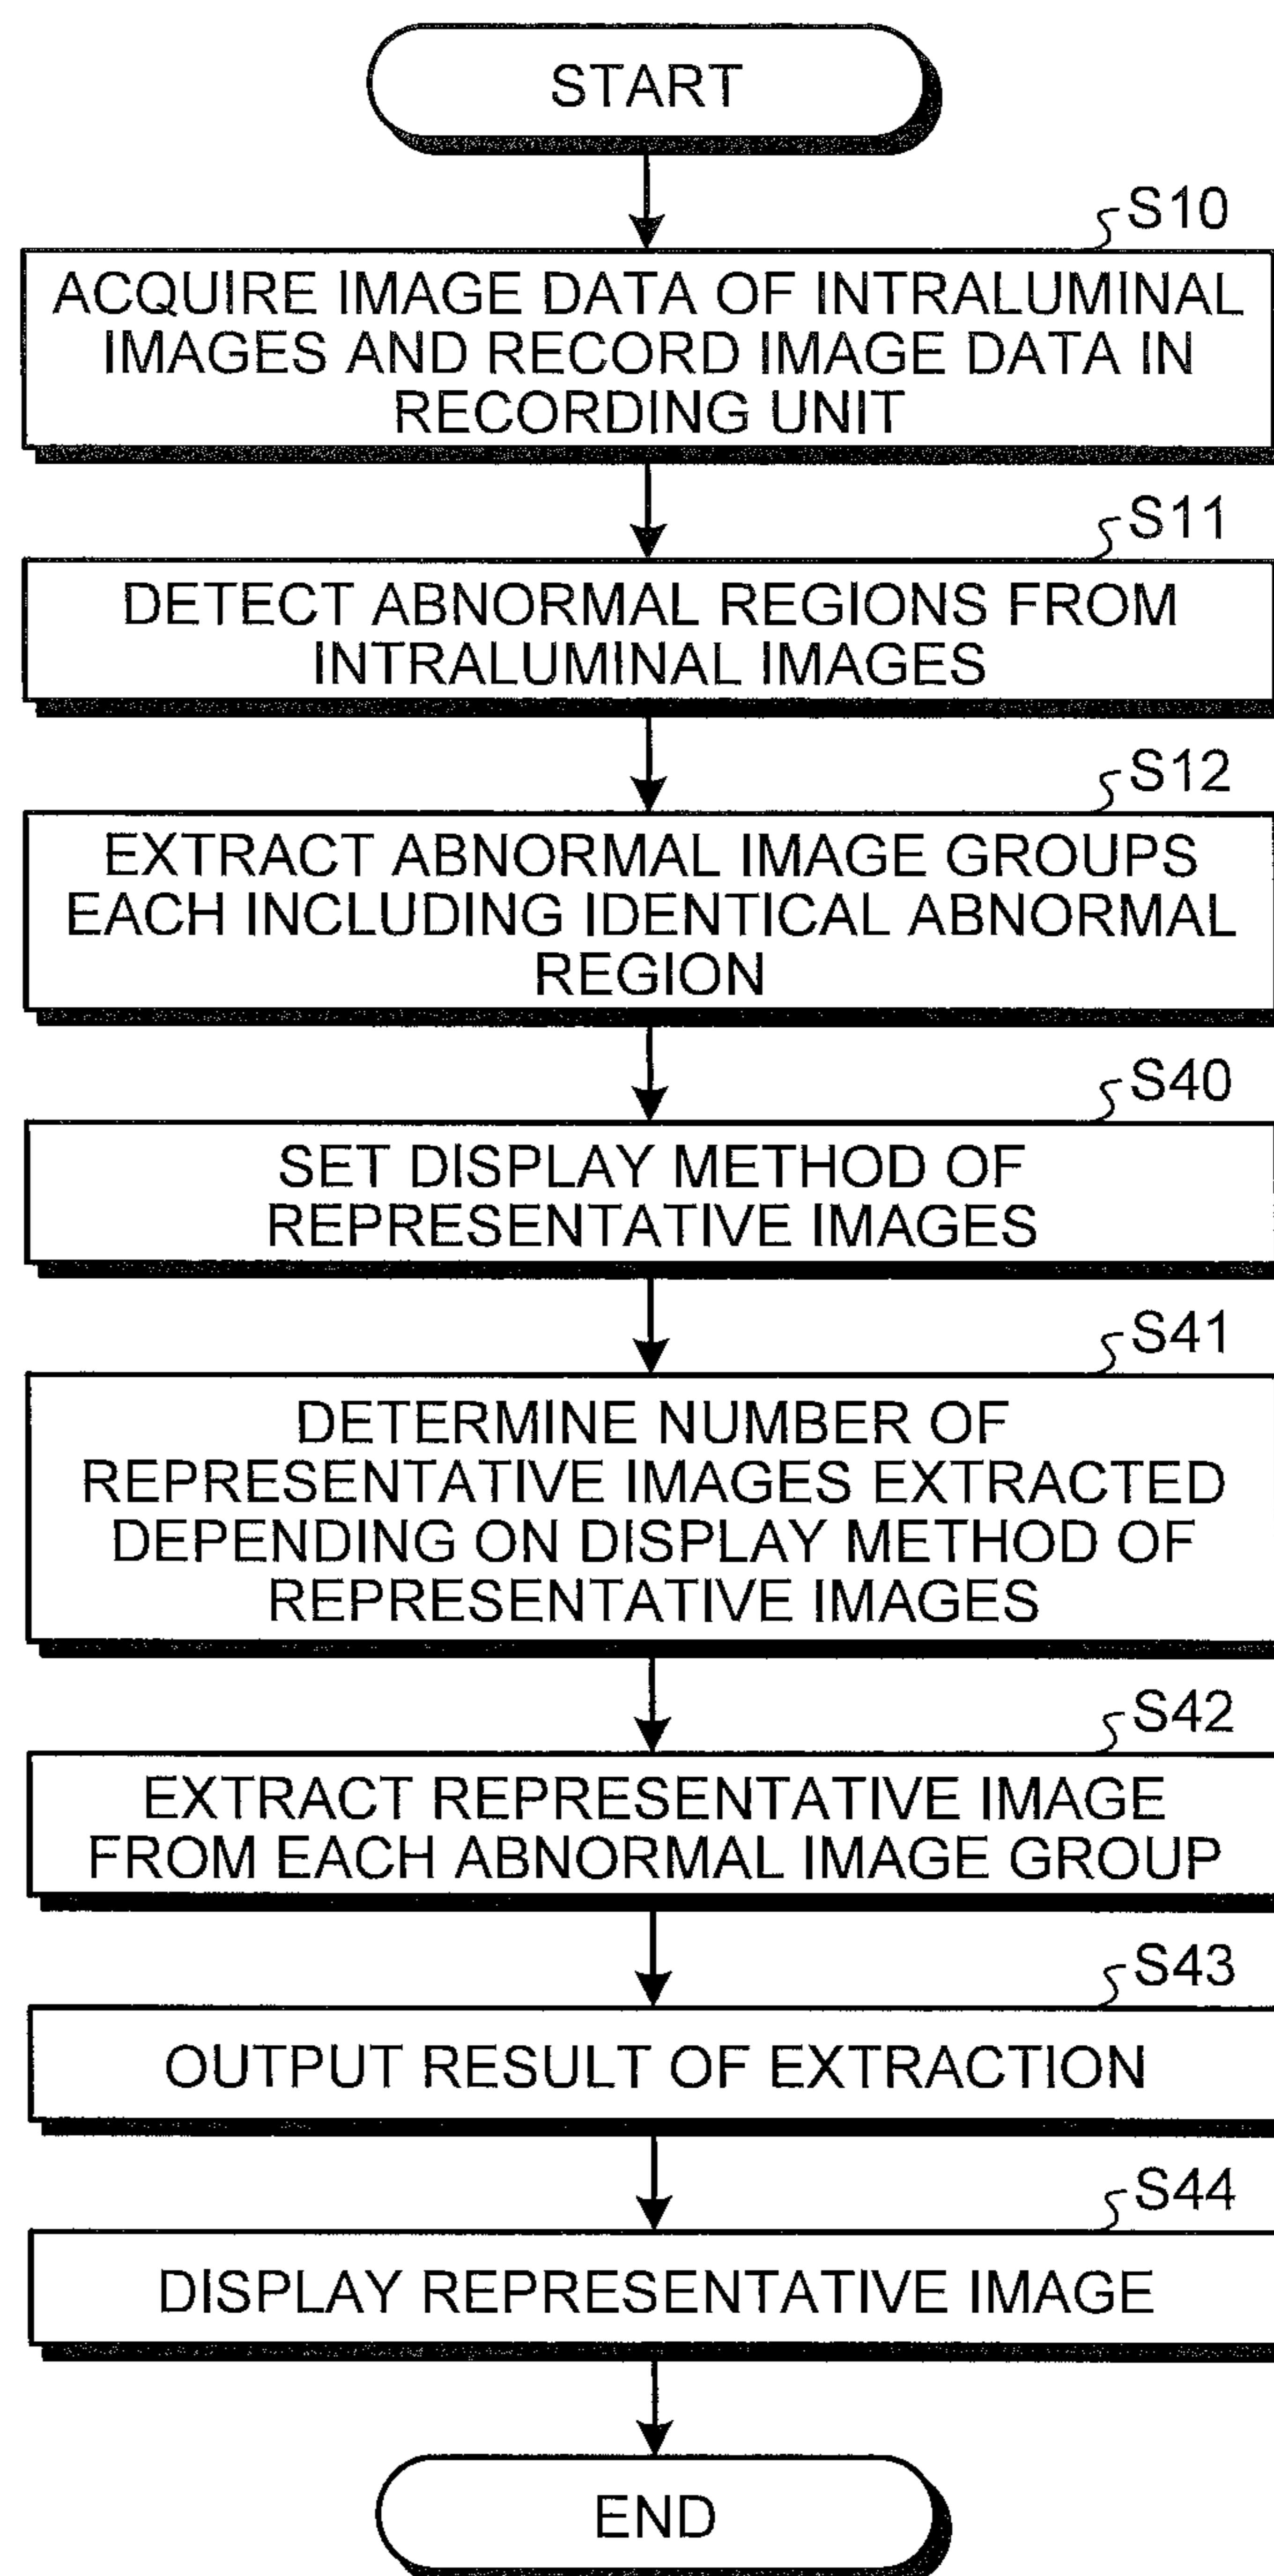 START
S10
ACQUIRE IMAGE DATA OF INTRALUMINAL
IMAGES AND RECORD IMAGE DATA IN
RECORDING UNIT
S11
DETECT ABNORMAL REGIONS FROM
INTRALUMINAL IMAGES
S12
EXTRACT ABNORMAL IMAGE GROUPS
EACH INCLUDING IDENTICAL ABNORMAL
REGION
S40
SET DISPLAY METHOD OF
REPRESENTATIVE IMAGES
S41
DETERMINE NUMBER OF
REPRESENTATIVE IMAGES EXTRACTED
DEPENDING ON DISPLAY METHOD OF
REPRESENTATIVE IMAGES
S42
EXTRACT REPRESENTATIVE IMAGE
FROM EACH ABNORMAL IMAGE GROUP
S43
OUTPUT RESULT OF EXTRACTION
S44
DISPLAY REPRESENTATIVE IMAGE
END